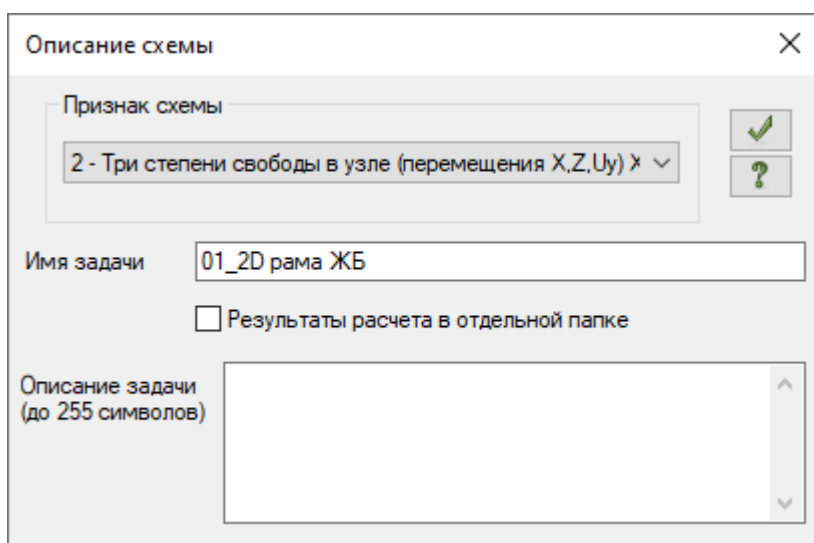 Описание схемы
Признак схемы
2 - Три степени свободы в узле (перемещения X,Z,Uy) X
Имя задачи
01_2D рама ЖБ
Результаты расчета в отдельной папке
Описание задачи
(до 255 символов)